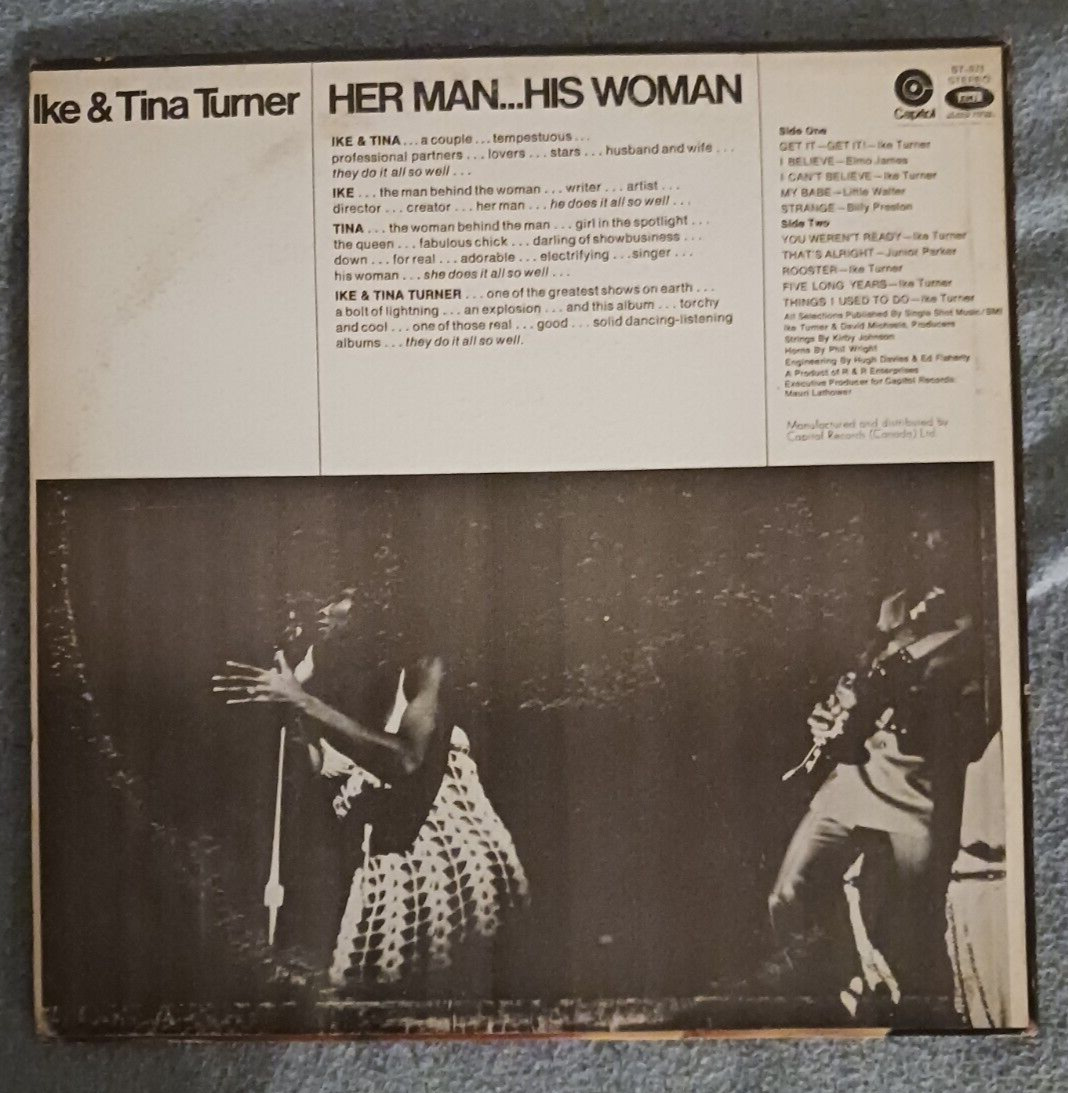 Ike & Tina Turner
HER MAN...HIS WOMAN
IKE & TINA ... a couple ... tempestuous ...
professional partners ... lovers ... stars ... husband and wife ...
they do it all so well ...
IKE ... the man behind the woman ... writer ... artist ...
director ... creator ... her man ... he does it all so well ...
TINA ... the woman behind the man ... girl in the spotlight ...
the queen ... fabulous chick ... darling of showbusiness ...
down ... for real ... adorable ... electrifying ... singer ...
his woman ... she does it all so well ...
IKE & TINA TURNER ... one of the greatest shows on earth ...
a bolt of lightning ... an explosion ... and this album ... torchy
and cool ... one of those real ... good ... solid dancing-listening
albums ... they do it all so well.
Capitol
STEREO
EMI
Side One
GET IT—GET IT!—Ike Turner
I BELIEVE—Elmo James
I CAN'T BELIEVE—Ike Turner
MY BABE—Little Walter
STRANGE—Billy Preston
Side Two
YOU WEREN'T READY—Ike Turner
THAT'S ALRIGHT—Junior Parker
ROOSTER—Ike Turner
FIVE LONG YEARS—Ike Turner
THINGS I USED TO DO—Ike Turner
All Selections Published By Single Shot Music/BMI
Ike Turner & David Michaels, Producers
Strings By Kirby Johnson
Horns By Phil Wright
Engineering By Hugh Davies & Ed Flaherty
A Product of R & R Enterprises
Executive Producer for Capitol Records:
Mauri Lathower
Manufactured and distributed by
Capitol Records (Canada) Ltd.